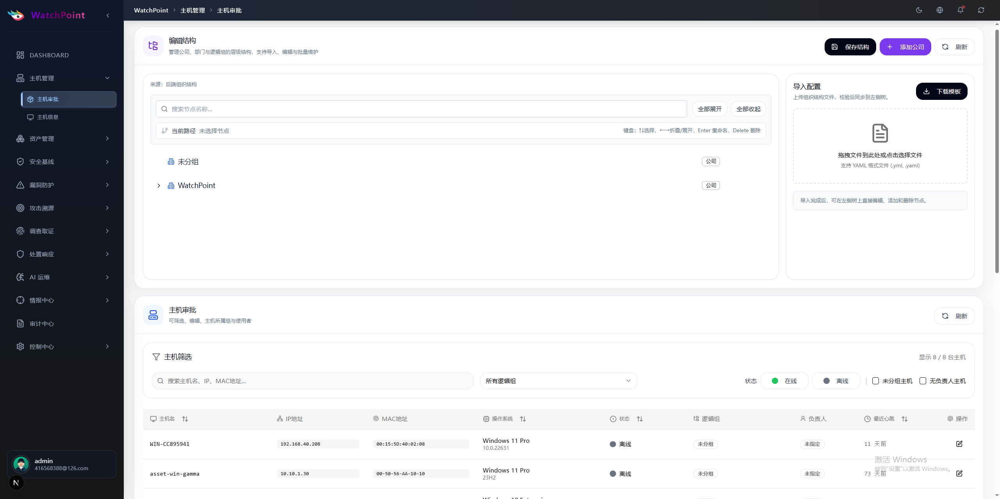 WatchPoint
DASHBOARD
主机管理
主机审批
主机信息
资产管理
安全基线
漏洞防护
攻击溯源
调查取证
处置响应
AI 运维
情报中心
审计中心
控制中心
admin
416568388@126.com
N
WatchPoint > 主机管理 > 主机审批
编辑结构
管理公司、部门与逻辑组的层级结构，支持导入、编辑与批量维护
保存结构
添加公司
刷新
来源：后端组织结构
搜索节点名称...
全部展开
全部收起
当前路径 未选择节点
键盘：↑↓选择，←→折叠/展开，Enter 重命名，Delete 删除
未分组 公司
WatchPoint 公司
导入配置
上传组织结构文件，校验后同步到左侧树。
下载模板
拖拽文件到此处或点击选择文件
支持 YAML 格式文件 (.yml, .yaml)
导入完成后，可在左侧树上直接编辑、添加和删除节点。
主机审批
可筛选、编辑、主机所属组与使用者
刷新
主机筛选
显示 8 / 8 台主机
搜索主机名、IP、MAC地址...
所有逻辑组
状态 在线 离线 | 未分组主机 无负责人主机
主机名 IP地址 MAC地址 操作系统 状态 逻辑组 负责人 最近心跳 操作
WIN-CC895941 192.168.40.208 00:15:5D:40:02:08 Windows 11 Pro 离线 未分组 未指定 11 天前
10.0.22631
asset-win-gamma 10.10.1.30 00-50-56-AA-10-10 Windows 11 Pro 离线 未分组 未指定 73 天前
23H2
激活 Windows
转到"设置"以激活 Windows。